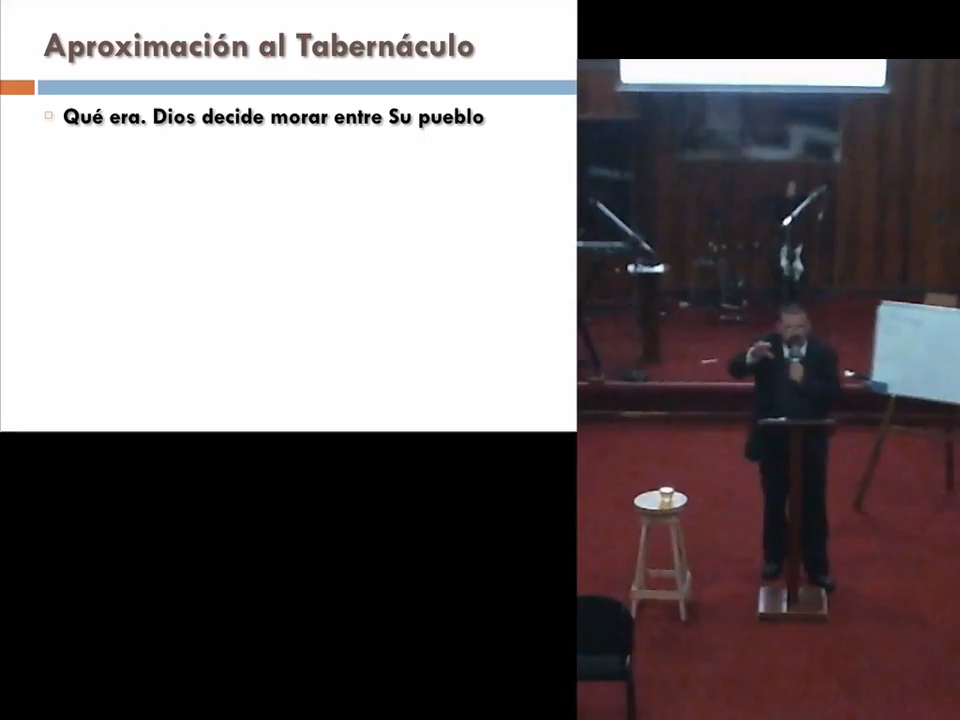 Aproximación al Tabernáculo
Qué era. Dios decide morar entre Su pueblo